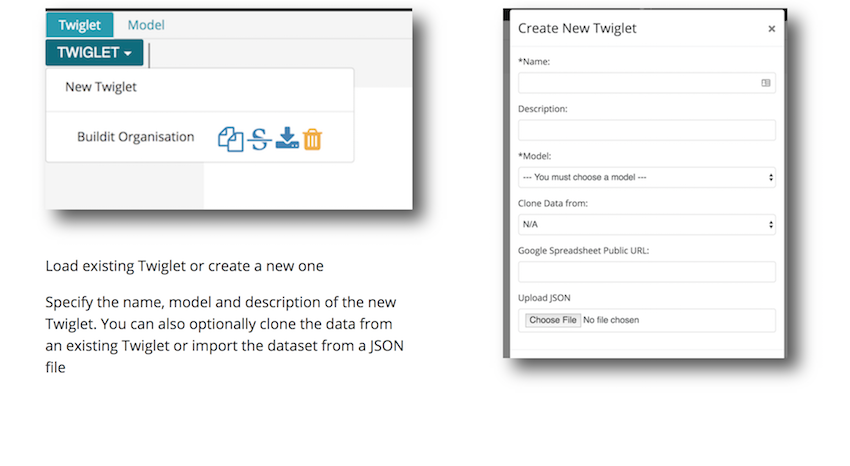 Twiglet Model
TWIGLET
New Twiglet
Buildit Organisation
Load existing Twiglet or create a new one
Specify the name, model and description of the new
Twiglet. You can also optionally clone the data from
an existing Twiglet or import the dataset from a JSON
file
Create New Twiglet ×
*Name:
Description:
*Model:
--- You must choose a model ---
Clone Data from:
N/A
Google Spreadsheet Public URL:
Upload JSON
Choose File No file chosen